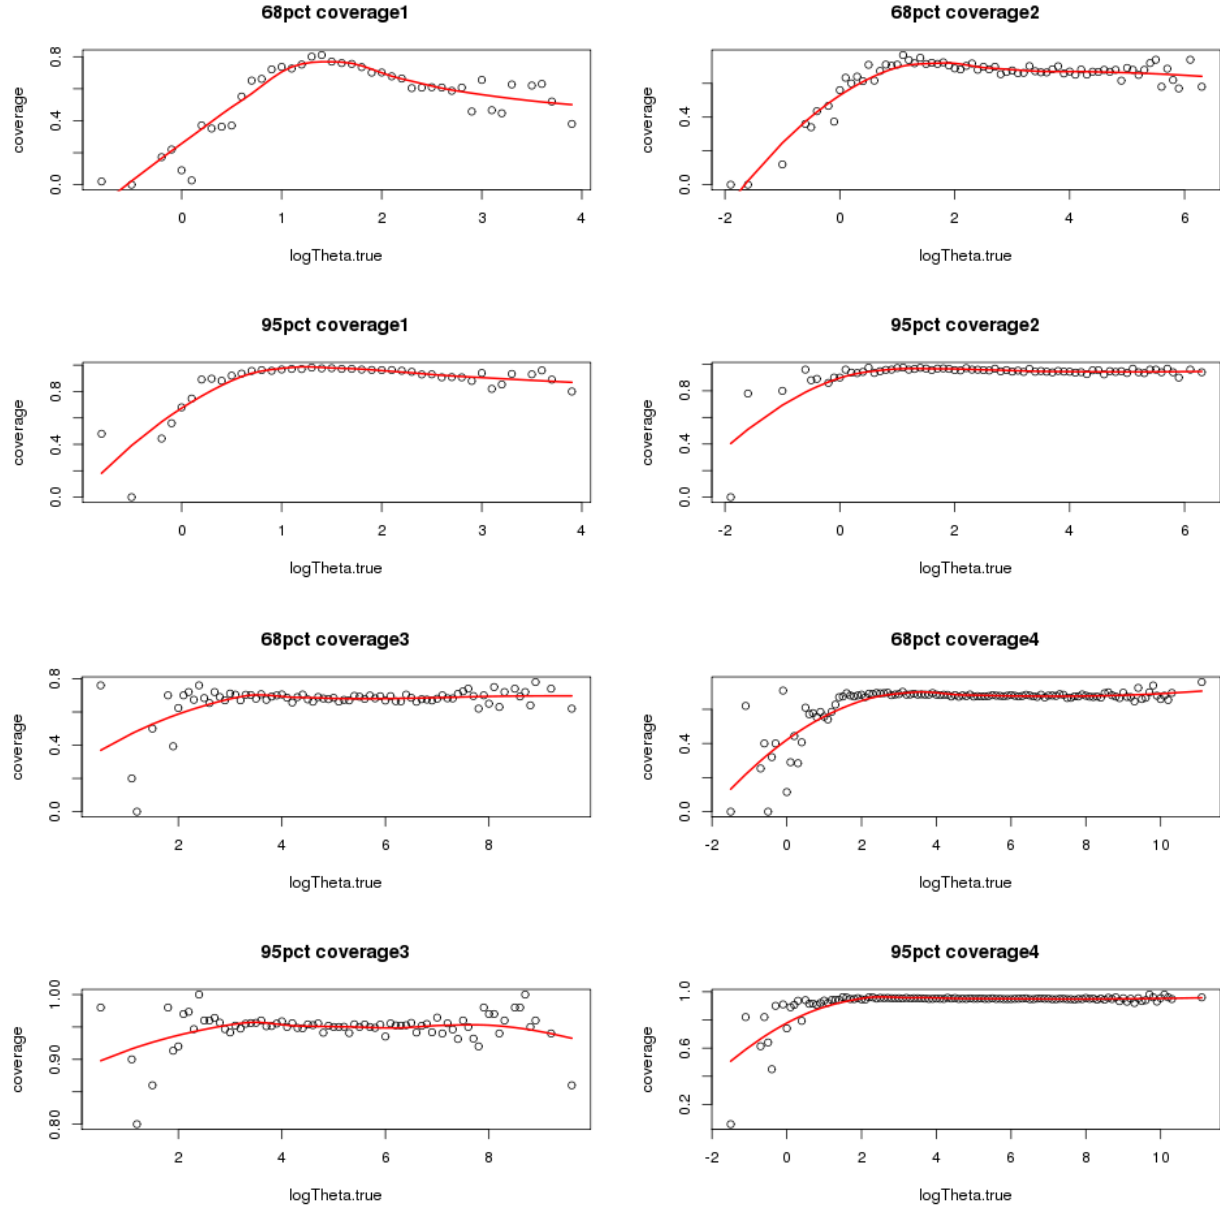 68pct coverage1
coverage
0.0 0.4 0.8
0 1 2 3 4
logTheta.true
68pct coverage2
coverage
0.0 0.4
-2 0 2 4 6
logTheta.true
95pct coverage1
coverage
0.0 0.4 0.8
0 1 2 3 4
logTheta.true
95pct coverage2
coverage
0.0 0.4 0.8
-2 0 2 4 6
logTheta.true
68pct coverage3
coverage
0.0 0.4 0.8
2 4 6 8
logTheta.true
68pct coverage4
coverage
0.0 0.4
-2 0 2 4 6 8 10
logTheta.true
95pct coverage3
coverage
0.80 0.90 1.00
2 4 6 8
logTheta.true
95pct coverage4
coverage
0.2 0.6 1.0
-2 0 2 4 6 8 10
logTheta.true